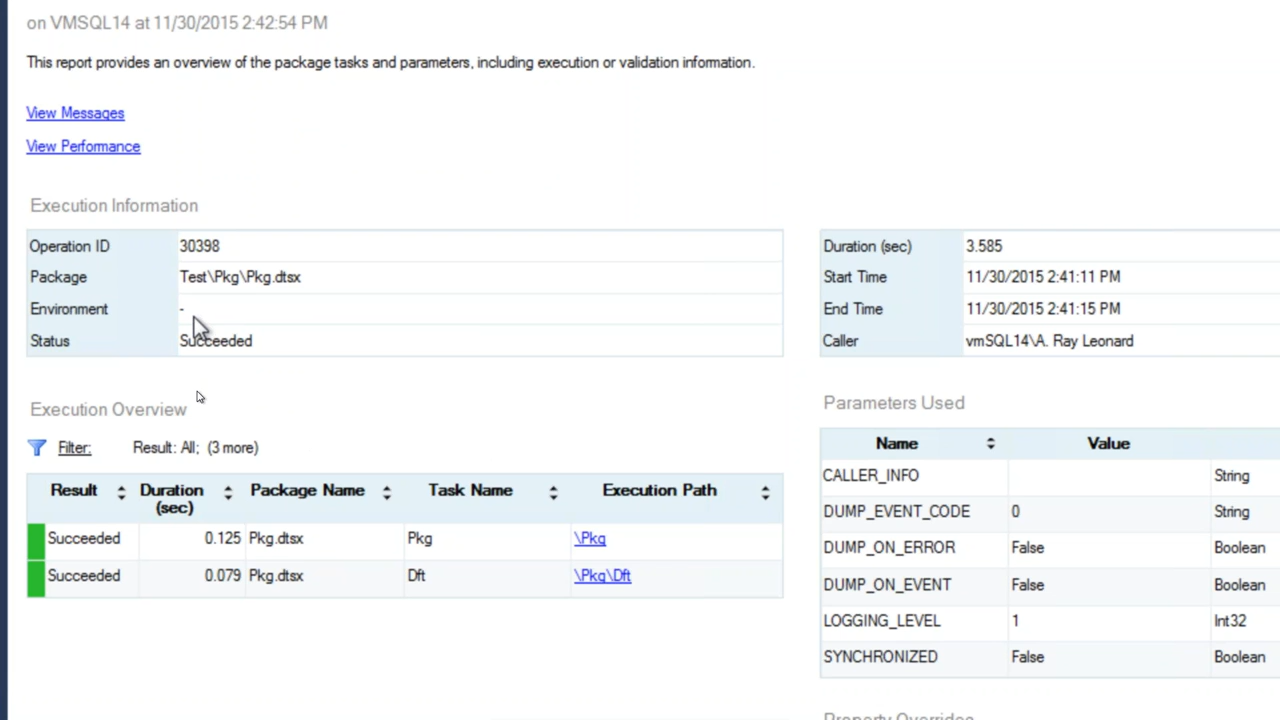 on VMSQL14 at 11/30/2015 2:42:54 PM
This report provides an overview of the package tasks and parameters, including execution or validation information.
View Messages
View Performance
Execution Information
Operation ID 30398
Package Test\Pkg\Pkg.dtsx
Environment -
Status Succeeded
Duration (sec) 3.585
Start Time 11/30/2015 2:41:11 PM
End Time 11/30/2015 2:41:15 PM
Caller vmSQL14\A. Ray Leonard
Execution Overview
Filter: Result: All; (3 more)
Result Duration (sec) Package Name Task Name Execution Path
Succeeded 0.125 Pkg.dtsx Pkg \Pkg
Succeeded 0.079 Pkg.dtsx Dft \Pkg\Dft
Parameters Used
Name Value
CALLER_INFO String
DUMP_EVENT_CODE 0 String
DUMP_ON_ERROR False Boolean
DUMP_ON_EVENT False Boolean
LOGGING_LEVEL 1 Int32
SYNCHRONIZED False Boolean
Property Overrides